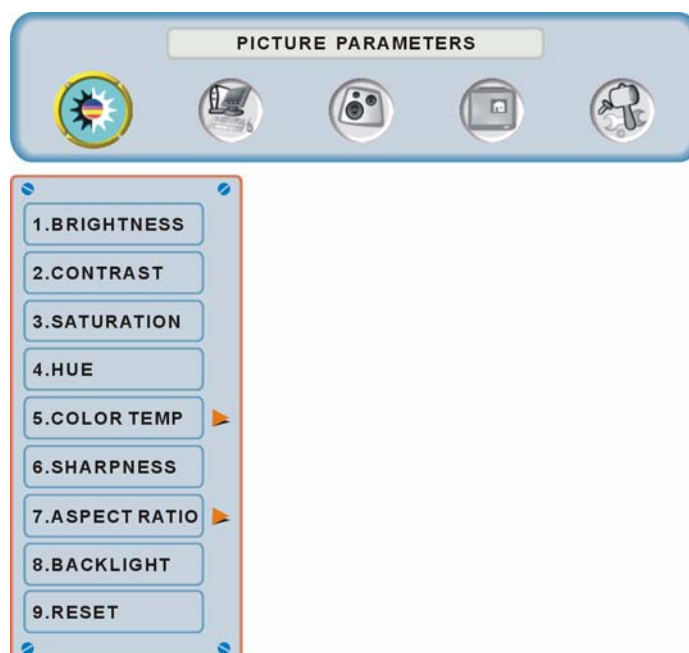 PICTURE PARAMETERS
1.BRIGHTNESS
2.CONTRAST
3.SATURATION
4.HUE
5.COLOR TEMP
6.SHARPNESS
7.ASPECT RATIO
8.BACKLIGHT
9.RESET